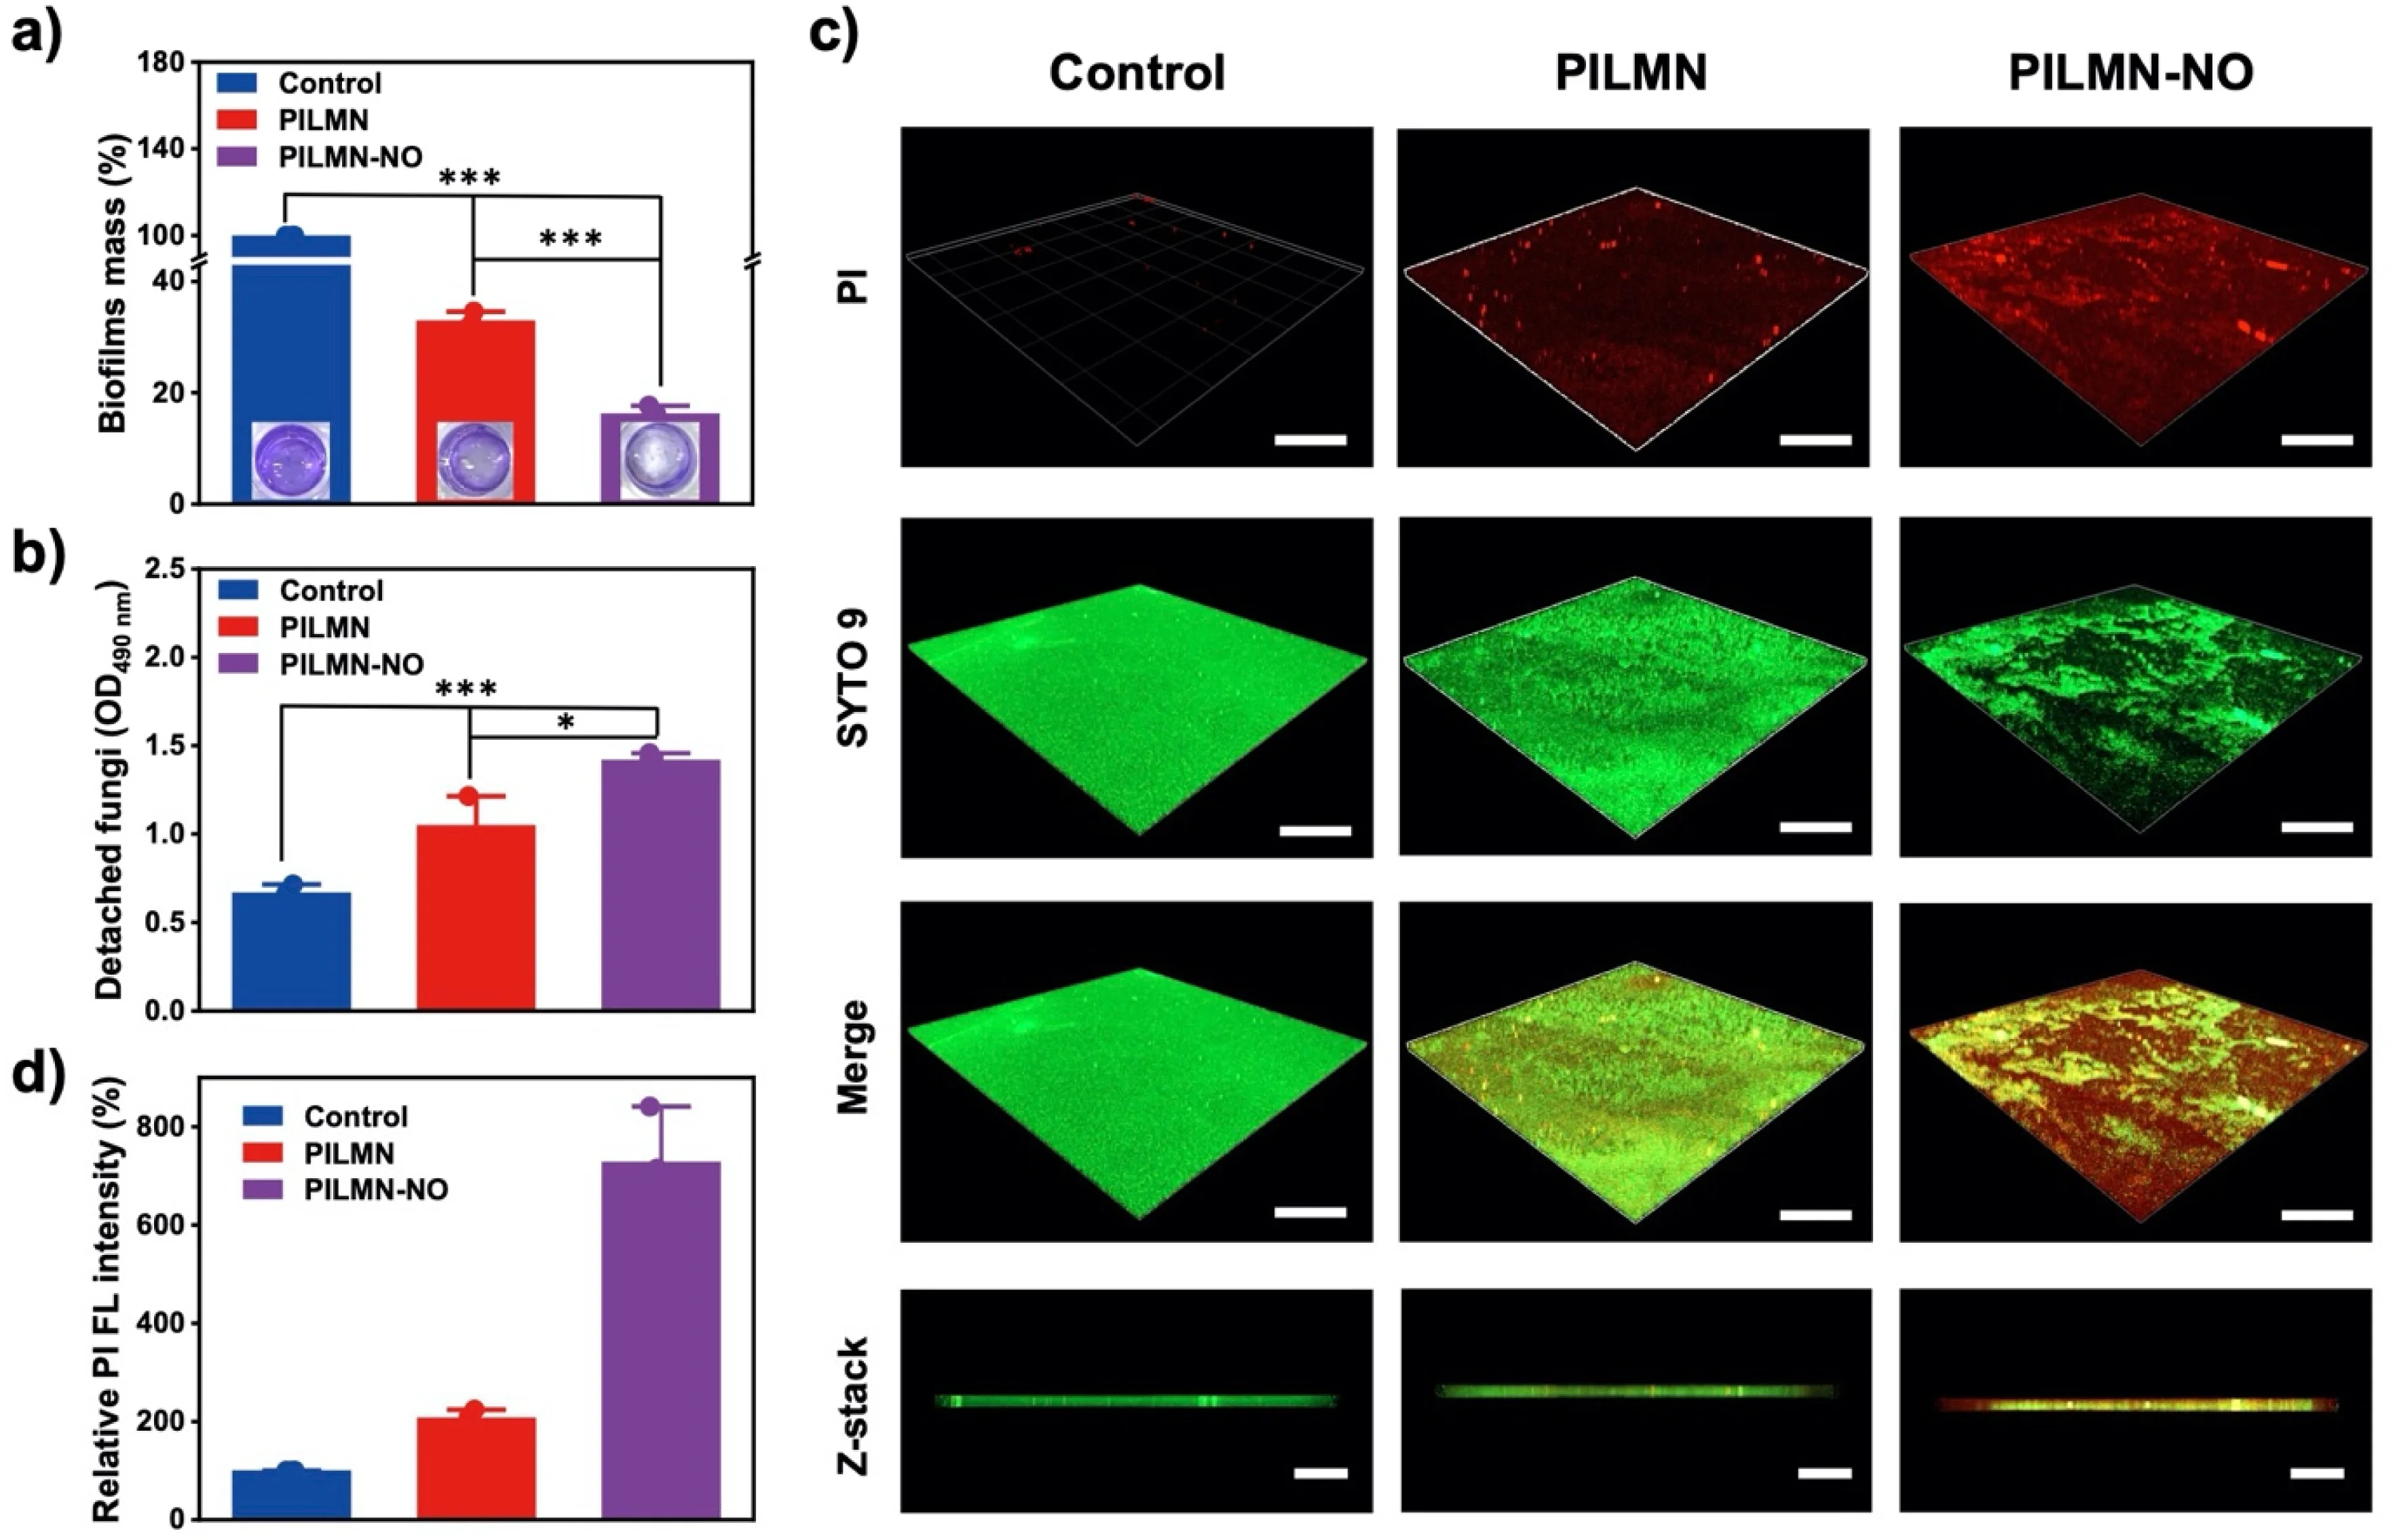 a)
Biofilms mass (%)
180
140
100
40
20
0
Control
PILMN
PILMN-NO
***
***
b)
Detached fungi (OD490 nm)
2.5
2.0
1.5
1.0
0.5
0.0
Control
PILMN
PILMN-NO
***
*
d)
Relative PI FL intensity (%)
800
600
400
200
0
Control
PILMN
PILMN-NO
c)
Control PILMN PILMN-NO
PI
SYTO 9
Merge
Z-stack